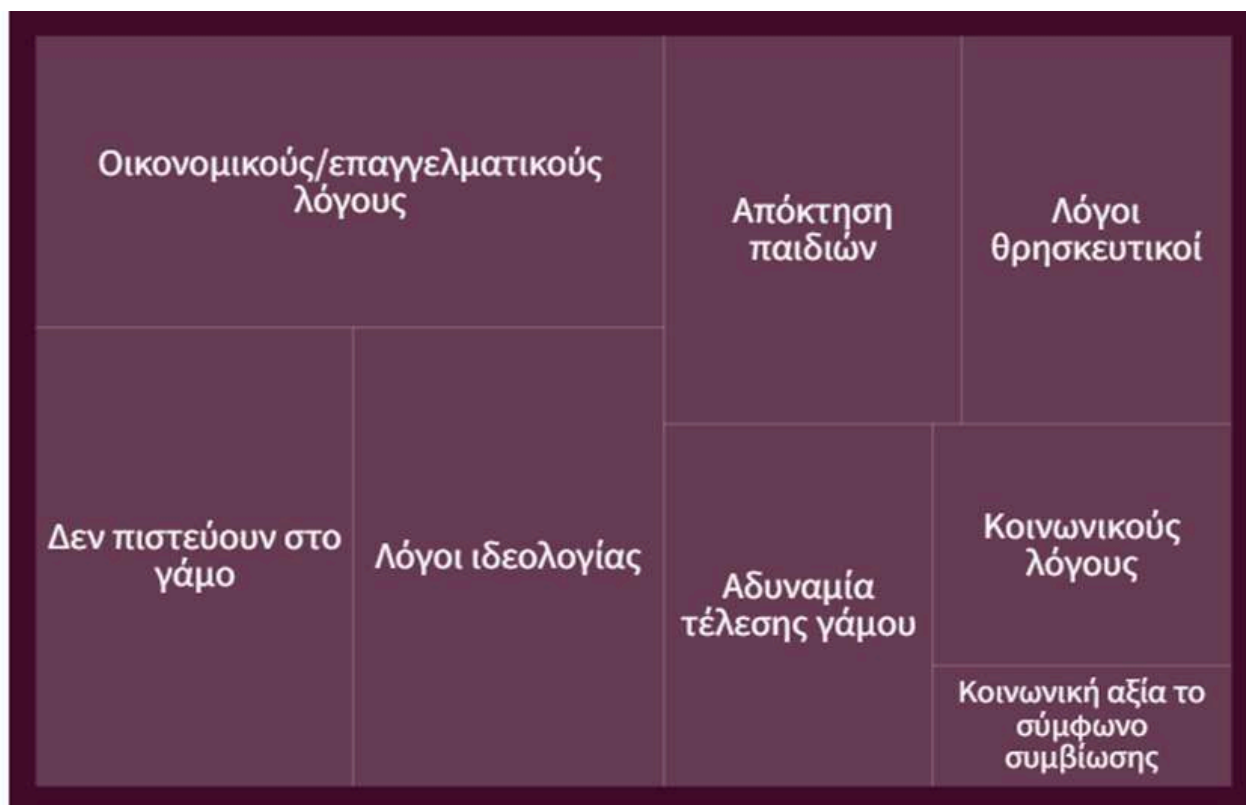 Οικονομικούς/επαγγελματικούς
λόγους
Απόκτηση
παιδιών
Λόγοι
θρησκευτικοί
Δεν πιστεύουν στο
γάμο
Λόγοι ιδεολογίας
Αδυναμία
τέλεσης γάμου
Κοινωνικούς
λόγους
Κοινωνική αξία το
σύμφωνο
συμβίωσης